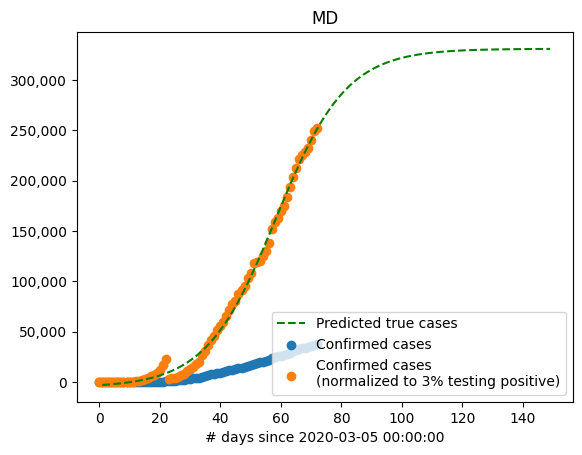 MD
300,000
250,000
200,000
150,000
100,000
50,000
0
Predicted true cases
Confirmed cases
Confirmed cases
(normalized to 3% testing positive)
0 20 40 60 80 100 120 140
# days since 2020-03-05 00:00:00